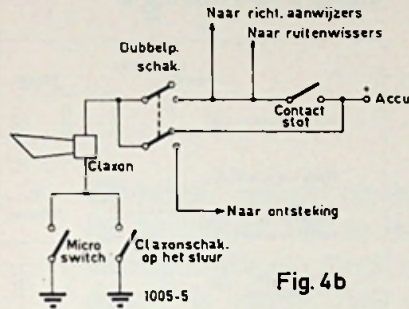 Naar richt. aanwijzers
Naar ruitenwissers
Dubbelp.
schak.
+
Accu
Contact
slot
Claxon
Naar ontsteking
Micro
switch
Claxonschak.
op het stuur
1005-5
Fig. 4b